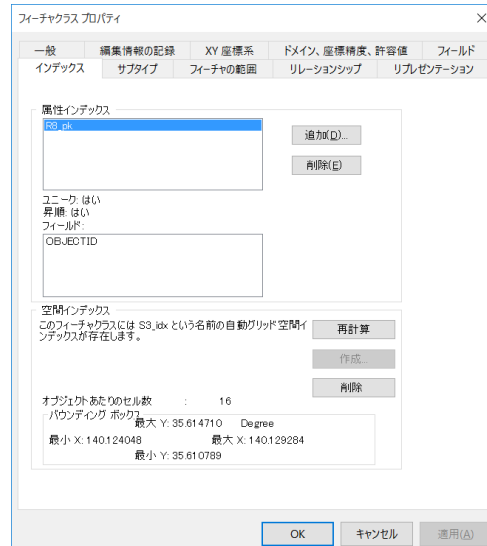 フィーチャクラス プロパティ
一般 編集情報の記録 XY 座標系 ドメイン、座標精度、許容値 フィールド
インデックス サブタイプ フィーチャの範囲 リレーションシップ リプレゼンテーション
属性インデックス
R8_pk
追加(D)...
削除(E)
ユニーク: はい
昇順: はい
フィールド:
OBJECTID
空間インデックス
このフィーチャクラスには S3_idx という名前の自動グリッド空間イ
ンデックスが存在します。
再計算
作成...
削除
オブジェクトあたりのセル数 : 16
バウンディング ボックス
最大 Y: 35.614710 Degree
最小 X: 140.124048 最大 X: 140.129284
最小 Y: 35.610789
OK キャンセル 適用(A)